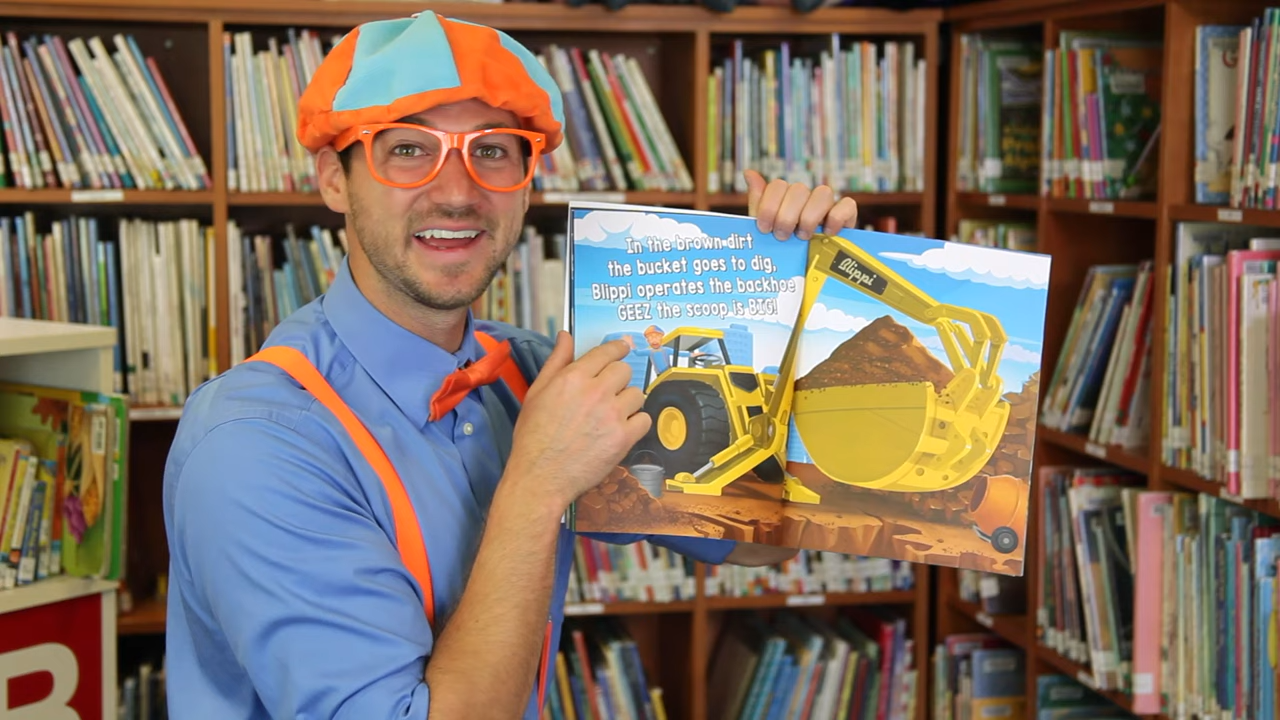 In the brown dirt
the bucket goes to dig,
Blippi operates the backhoe
GEEZ the scoop is BIG!
Blippi
B